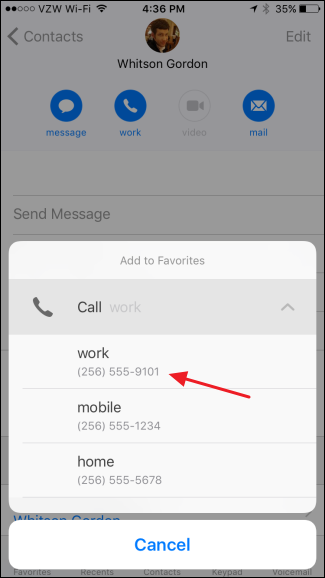 VZW Wi-Fi 4:36 PM 35%
Contacts Edit
Whitson Gordon
message work video mail
Send Message
Add to Favorites
Call work
work
(256) 555-9101
mobile
(256) 555-1234
home
(256) 555-5678
Whitson Gordon
Cancel
Favorites Recents Contacts Keypad Voicemail